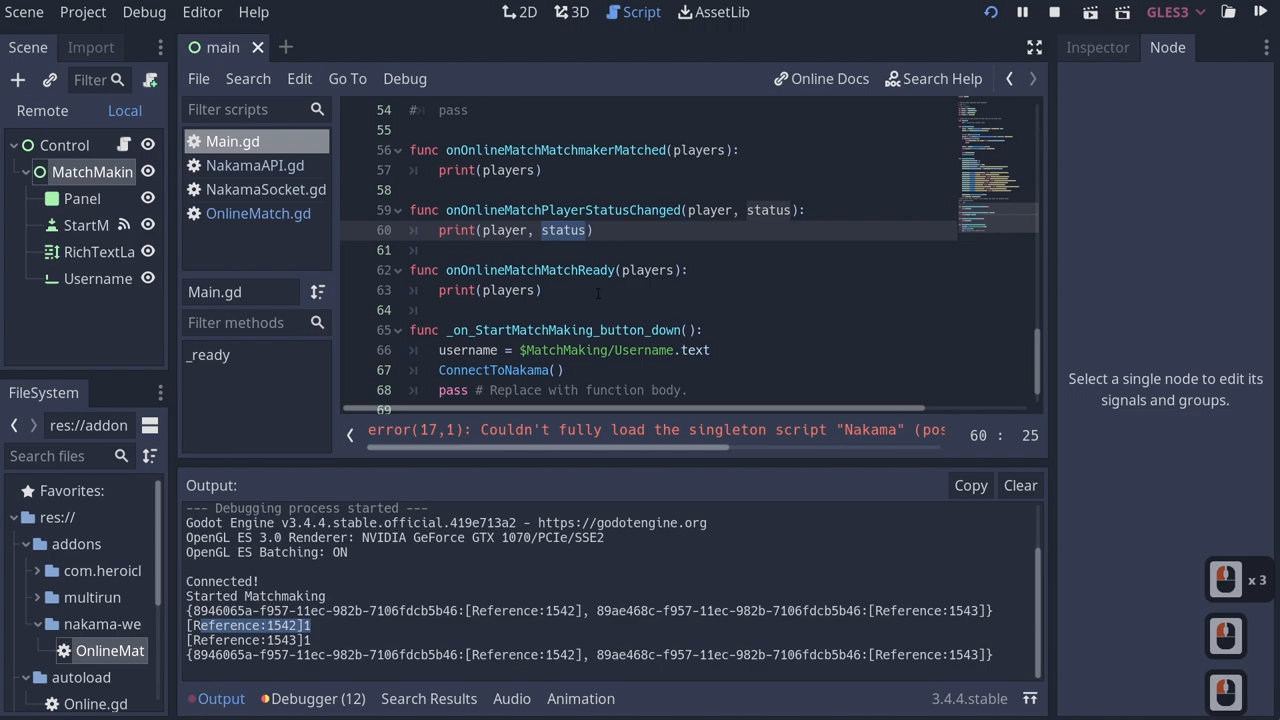 Scene Project Debug Editor Help 2D 3D Script AssetLib GLES3
Scene Import main Inspector Node
Filter File Search Edit Go To Debug Online Docs Search Help
Remote Local Filter scripts
Control Main.gd
MatchMakin NakamaAPI.gd
Panel NakamaSocket.gd
StartM OnlineMatch.gd
RichTextLa
Username
Main.gd
Filter methods
_ready
54 # pass
55
56 func onOnlineMatchMatchmakerMatched(players):
57 print(players)
58
59 func onOnlineMatchPlayerStatusChanged(player, status):
60 print(player, status)
61
62 func onOnlineMatchMatchReady(players):
63 print(players)
64
65 func _on_StartMatchMaking_button_down():
66 username = $MatchMaking/Username.text
67 ConnectToNakama()
68 pass # Replace with function body.
69
error(17,1): Couldn't fully load the singleton script "Nakama" (pos 60 : 25
Select a single node to edit its
signals and groups.
FileSystem
res://addon
Search files
Favorites:
res://
addons
com.heroicl
multirun
nakama-we
OnlineMat
autoload
Online.gd
Output: Copy Clear
--- Debugging process started ---
Godot Engine v3.4.4.stable.official.419e713a2 - https://godotengine.org
OpenGL ES 3.0 Renderer: NVIDIA GeForce GTX 1070/PCIe/SSE2
OpenGL ES Batching: ON
Connected!
Started Matchmaking
{8946065a-f957-11ec-982b-7106fdcb5b46:[Reference:1542], 89ae468c-f957-11ec-982b-7106fdcb5b46:[Reference:1543]}
[Reference:1542]1
[Reference:1543]1
{8946065a-f957-11ec-982b-7106fdcb5b46:[Reference:1542], 89ae468c-f957-11ec-982b-7106fdcb5b46:[Reference:1543]}
Output Debugger (12) Search Results Audio Animation 3.4.4.stable
x 3